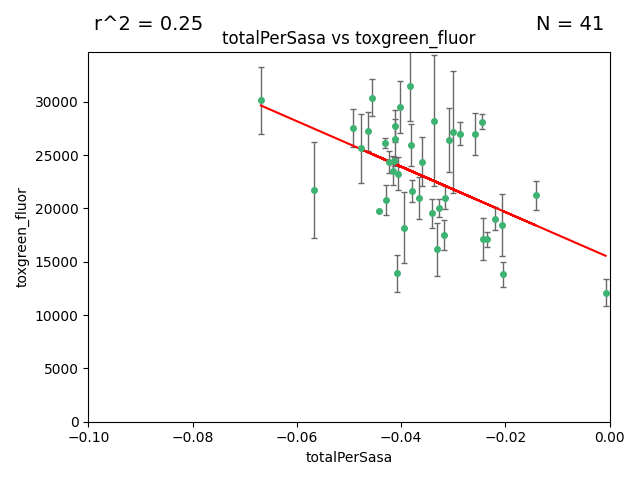 r^2 = 0.25
N = 41
totalPerSasa vs toxgreen_fluor
toxgreen_fluor
30000
25000
20000
15000
10000
5000
0
−0.10
−0.08
−0.06
−0.04
−0.02
0.00
totalPerSasa